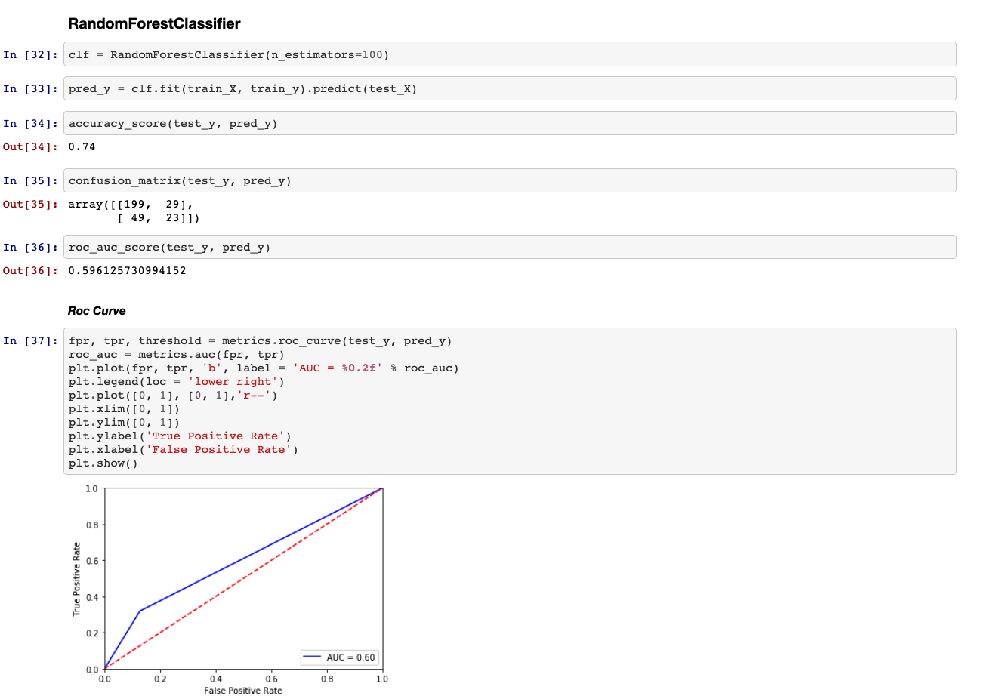 RandomForestClassifier
In [32]: clf = RandomForestClassifier(n_estimators=100)
In [33]: pred_y = clf.fit(train_X, train_y).predict(test_X)
In [34]: accuracy_score(test_y, pred_y)
Out[34]: 0.74
In [35]: confusion_matrix(test_y, pred_y)
Out[35]: array([[199,  29],
       [ 49,  23]])
In [36]: roc_auc_score(test_y, pred_y)
Out[36]: 0.596125730994152
Roc Curve
In [37]: fpr, tpr, threshold = metrics.roc_curve(test_y, pred_y)
roc_auc = metrics.auc(fpr, tpr)
plt.plot(fpr, tpr, 'b', label = 'AUC = %0.2f' % roc_auc)
plt.legend(loc = 'lower right')
plt.plot([0, 1], [0, 1],'r--')
plt.xlim([0, 1])
plt.ylim([0, 1])
plt.ylabel('True Positive Rate')
plt.xlabel('False Positive Rate')
plt.show()
1.0
0.8
0.6
0.4
0.2
0.0
True Positive Rate
AUC = 0.60
0.0 0.2 0.4 0.6 0.8 1.0
False Positive Rate